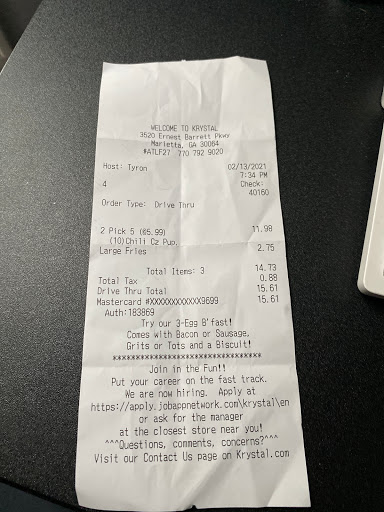 WELCOME TO KRYSTAL
3520 Ernest Barrett Pkwy
Marietta, GA 30064
#ATLF27 770 792 9020
Host: Tyron 02/13/2021
7:34 PM
4 Check:
40160
Order Type: Drive Thru
2 Pick 5 (@5.99) 11.98
(10)Chili Cz Pup.
Large Fries 2.75
Total Items: 3 14.73
Total Tax 0.88
Drive Thru Total 15.61
Mastercard #XXXXXXXXXXXX9699 15.61
Auth:183869
Try our 3-Egg B'fast!
Comes with Bacon or Sausage,
Grits or Tots and a Biscuit!
*********************************
Join in the Fun!!
Put your career on the fast track.
We are now hiring. Apply at
https://apply.jobappnetwork.com\krystal\en
or ask for the manager
at the closest store near you!
^^^Questions, comments, concerns?^^^
Visit our Contact Us page on Krystal.com